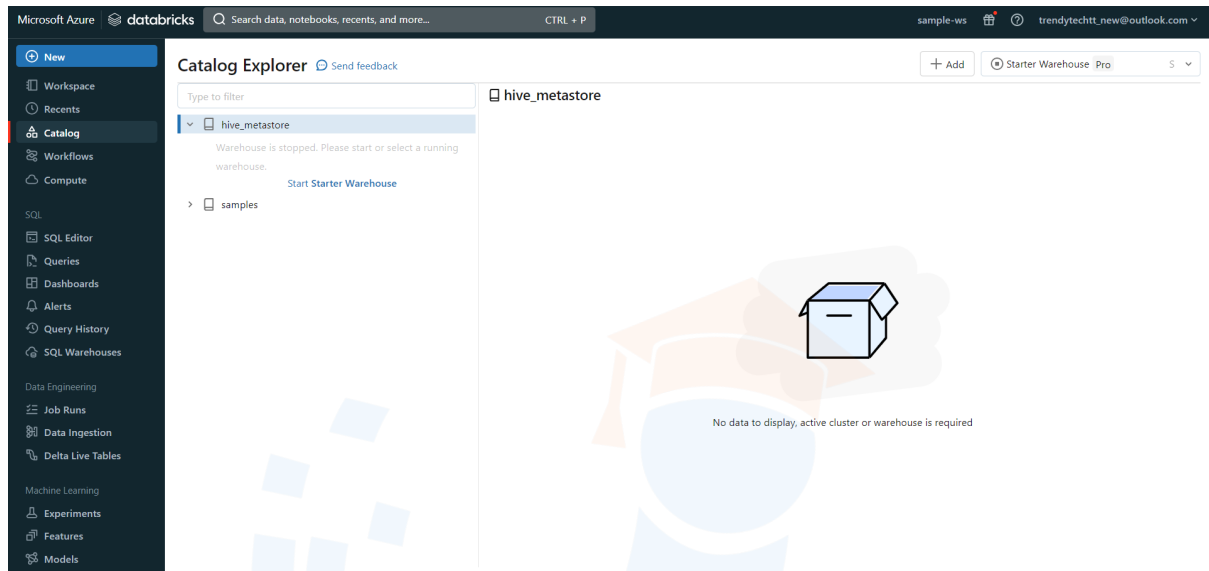 Microsoft Azure databricks Search data, notebooks, recents, and more... CTRL + P sample-ws ? trendytechtt_new@outlook.com
New
Workspace
Recents
Catalog
Workflows
Compute
SQL
SQL Editor
Queries
Dashboards
Alerts
Query History
SQL Warehouses
Data Engineering
Job Runs
Data Ingestion
Delta Live Tables
Machine Learning
Experiments
Features
Models
Catalog Explorer Send feedback
+ Add Starter Warehouse Pro S
Type to filter
hive_metastore
Warehouse is stopped. Please start or select a running
warehouse.
Start Starter Warehouse
samples
hive_metastore
No data to display, active cluster or warehouse is required